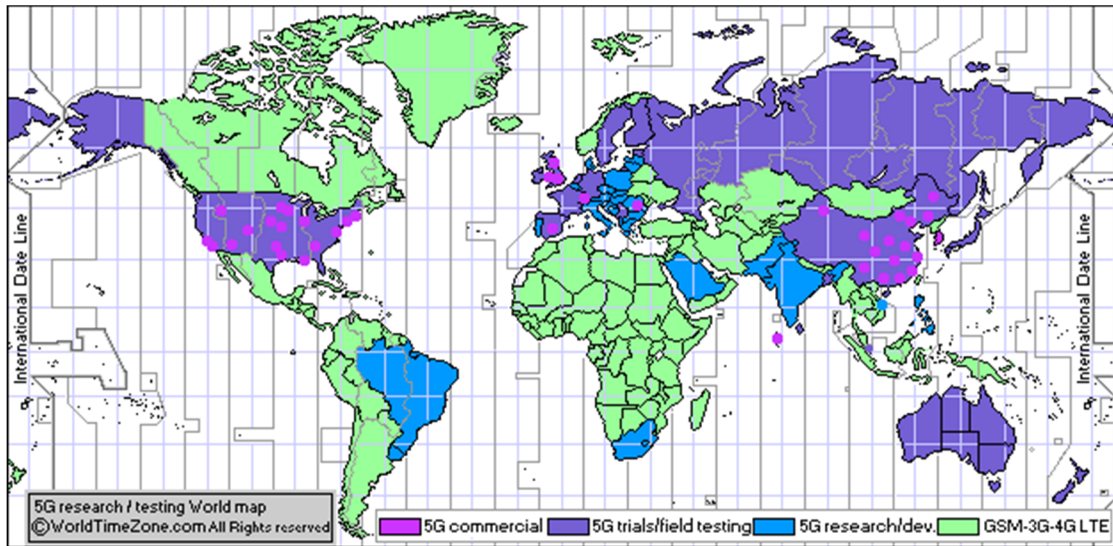 International Date Line
International Date Line
5G research / testing World map
©WorldTimeZone.com All Rights reserved
5G commercial
5G trials/field testing
5G research/dev.
GSM-3G-4G LTE